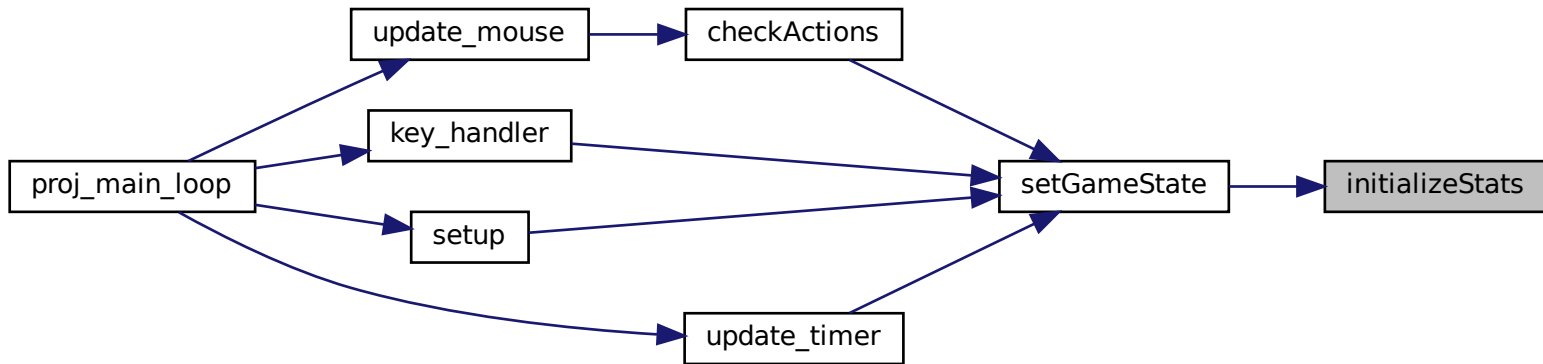 update_mouse
checkActions
key_handler
proj_main_loop
setGameState
initializeStats
setup
update_timer